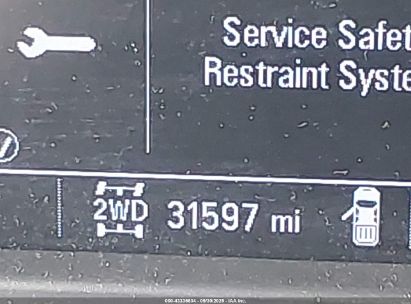 Service Safet
Restraint Syste
2WD 31597 mi